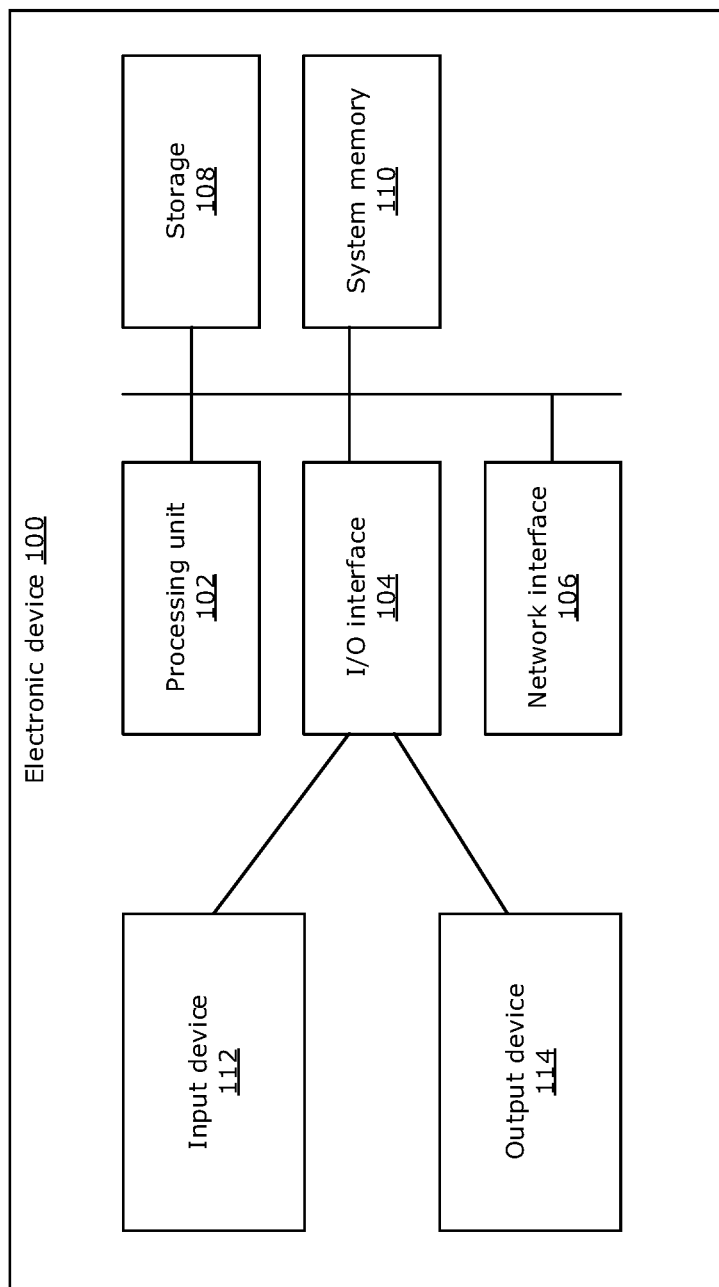 Electronic device 100
Input device
112
Processing unit
102
Storage
108
I/O interface
104
System memory
110
Output device
114
Network interface
106